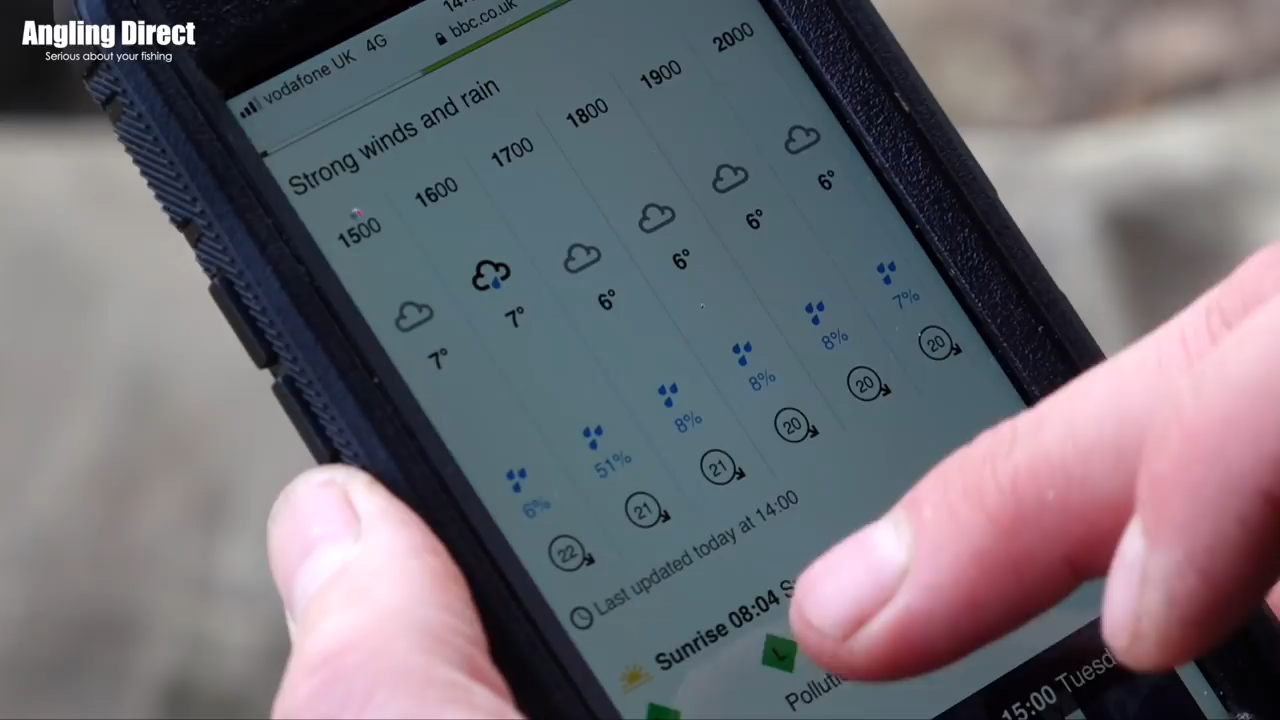 Angling Direct
Serious about your fishing
vodafone UK 4G
bbc.co.uk
Strong winds and rain
1500 1600 1700 1800 1900 2000
7° 7° 6° 6° 6° 6°
6% 51% 8% 8% 8% 7%
22 21 21 20 20 20
Last updated today at 14:00
Sunrise 08:04
L
15:00